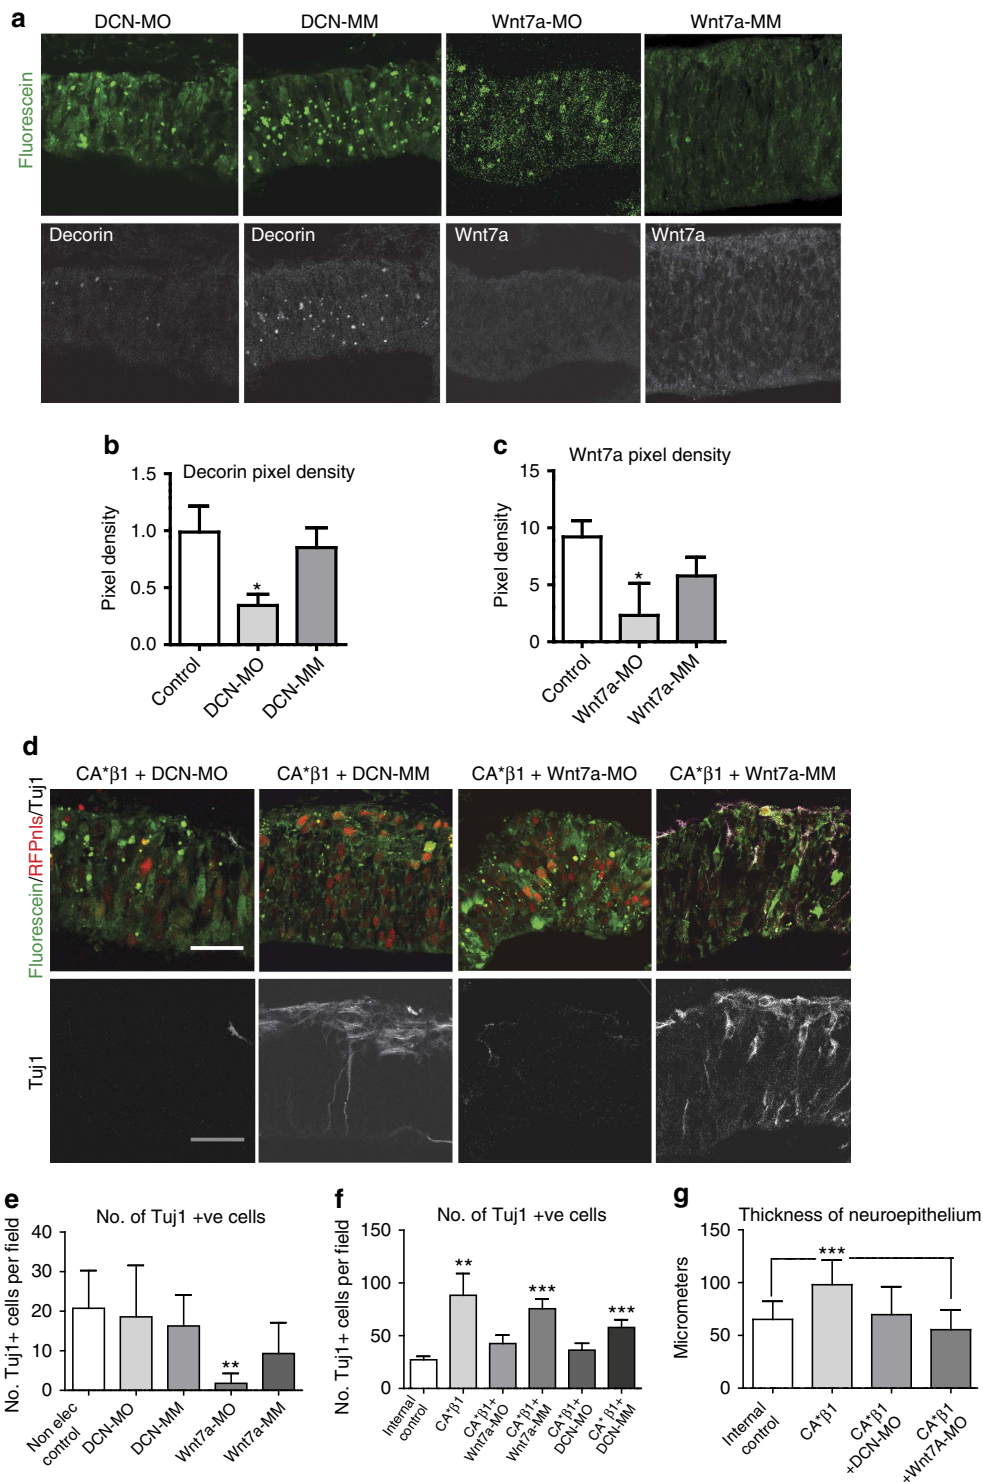 a
DCN-MO
DCN-MM
Wnt7a-MO
Wnt7a-MM
Fluorescein
Decorin
Decorin
Wnt7a
Wnt7a
b
Decorin pixel density
Pixel density
1.5
1.0
0.5
0.0
*
Control
DCN-MO
DCN-MM
c
Wnt7a pixel density
Pixel density
15
10
5
0
*
Control
Wnt7a-MO
Wnt7a-MM
d
CA*β1 + DCN-MO
CA*β1 + DCN-MM
CA*β1 + Wnt7a-MO
CA*β1 + Wnt7a-MM
Fluorescein/RFPnls/Tuj1
Tuj1
e
No. of Tuj1 +ve cells
No. Tuj1+ cells per field
40
30
20
10
0
**
Non elec
control
DCN-MO
DCN-MM
Wnt7a-MO
Wnt7a-MM
f
No. of Tuj1 +ve cells
No. Tuj1+ cells per field
150
100
50
0
**
***
***
Internal
control
CA*β1
CA*β1+
Wnt7a-MO
CA*β1+
Wnt7a-MM
CA*β1+
DCN-MO
CA* β1+
DCN-MM
g
Thickness of neuroepithelium
Micrometers
150
100
50
0
***
Internal
control
CA*β1
CA*β1
+DCN-MO
CA*β1
+Wnt7A-MO